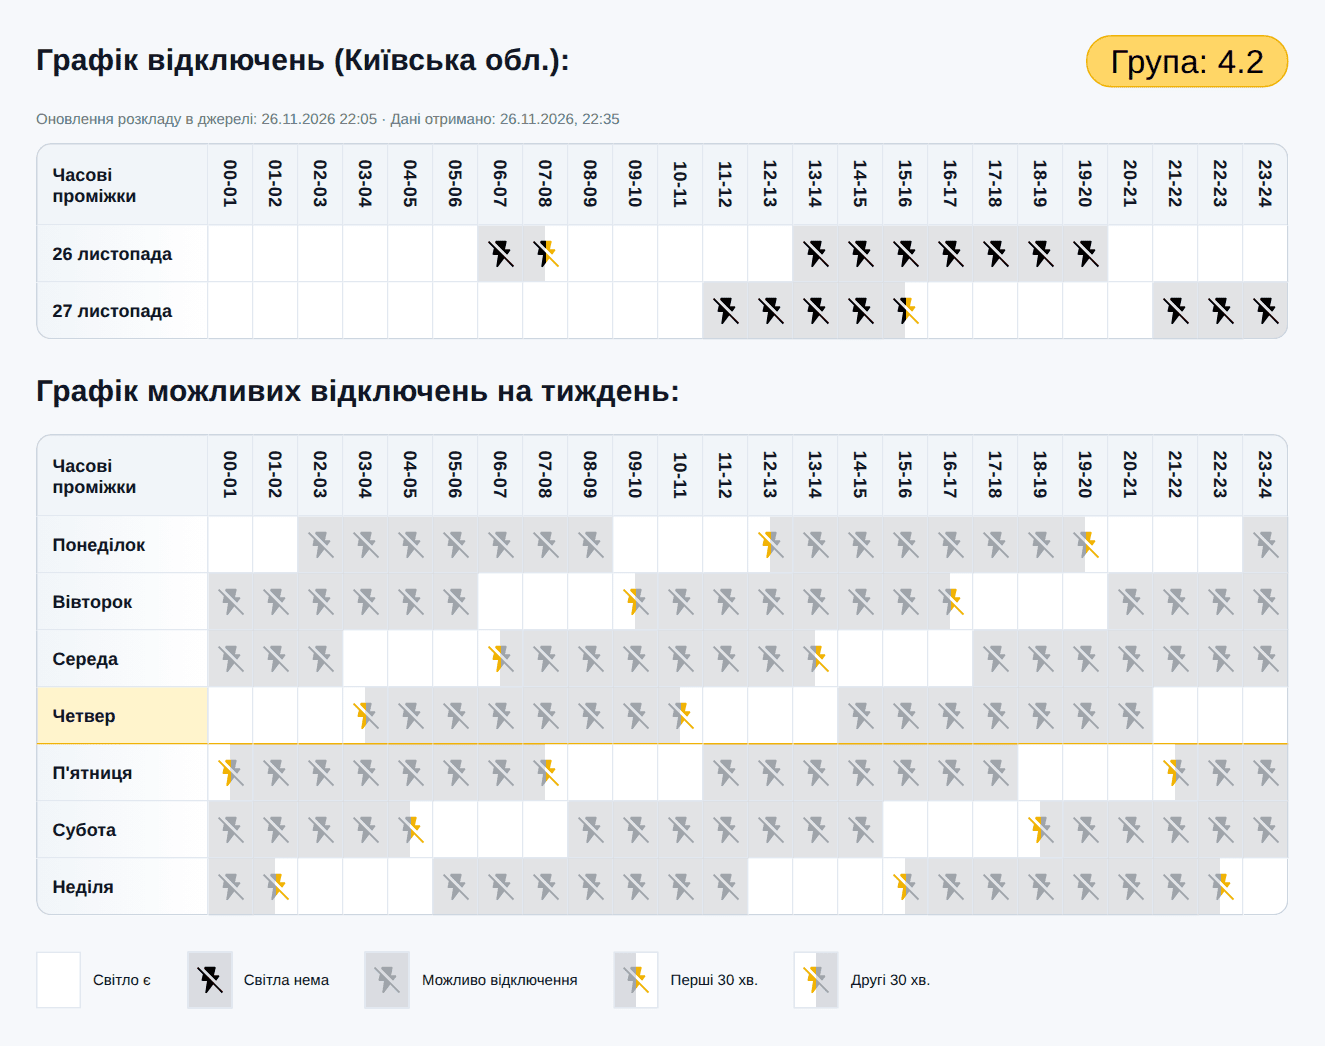 Графік відключень (Київська обл.):
Група: 4.2
Оновлення розкладу в джерелі: 26.11.2026 22:05 · Дані отримано: 26.11.2026, 22:35
Часові проміжки 00-01 01-02 02-03 03-04 04-05 05-06 06-07 07-08 08-09 09-10 10-11 11-12 12-13 13-14 14-15 15-16 16-17 17-18 18-19 19-20 20-21 21-22 22-23 23-24
26 листопада
27 листопада
Графік можливих відключень на тиждень:
Часові проміжки 00-01 01-02 02-03 03-04 04-05 05-06 06-07 07-08 08-09 09-10 10-11 11-12 12-13 13-14 14-15 15-16 16-17 17-18 18-19 19-20 20-21 21-22 22-23 23-24
Понеділок
Вівторок
Середа
Четвер
П'ятниця
Субота
Неділя
Світло є Світла нема Можливо відключення Перші 30 хв. Другі 30 хв.